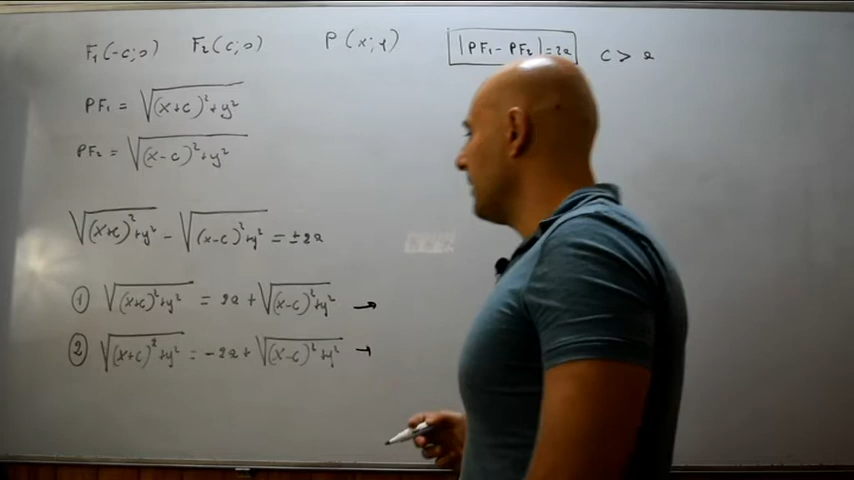 F₁(-c;0) F₂(c;0) P(x;y) |PF₁-PF₂|=2a c>a
PF₁ = √((x+c)²+y²)
PF₂ = √((x-c)²+y²)
√((x+c)²+y²) - √((x-c)²+y²) = ±2a
① √((x+c)²+y²) = 2a+√((x-c)²+y²) →
② √((x+c)²+y²) = -2a+√((x-c)²+y²) →